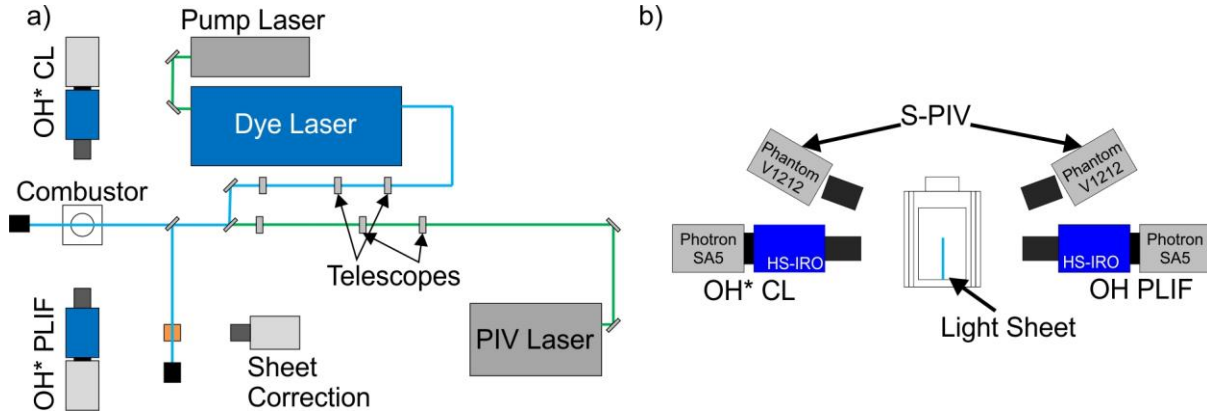 a)
Pump Laser
OH* CL
Dye Laser
Combustor
Telescopes
OH* PLIF
Sheet
Correction
PIV Laser
b)
S-PIV
Phantom
V1212
Phantom
V1212
Photron
SA5
HS-IRO
HS-IRO
Photron
SA5
OH* CL
OH PLIF
Light Sheet